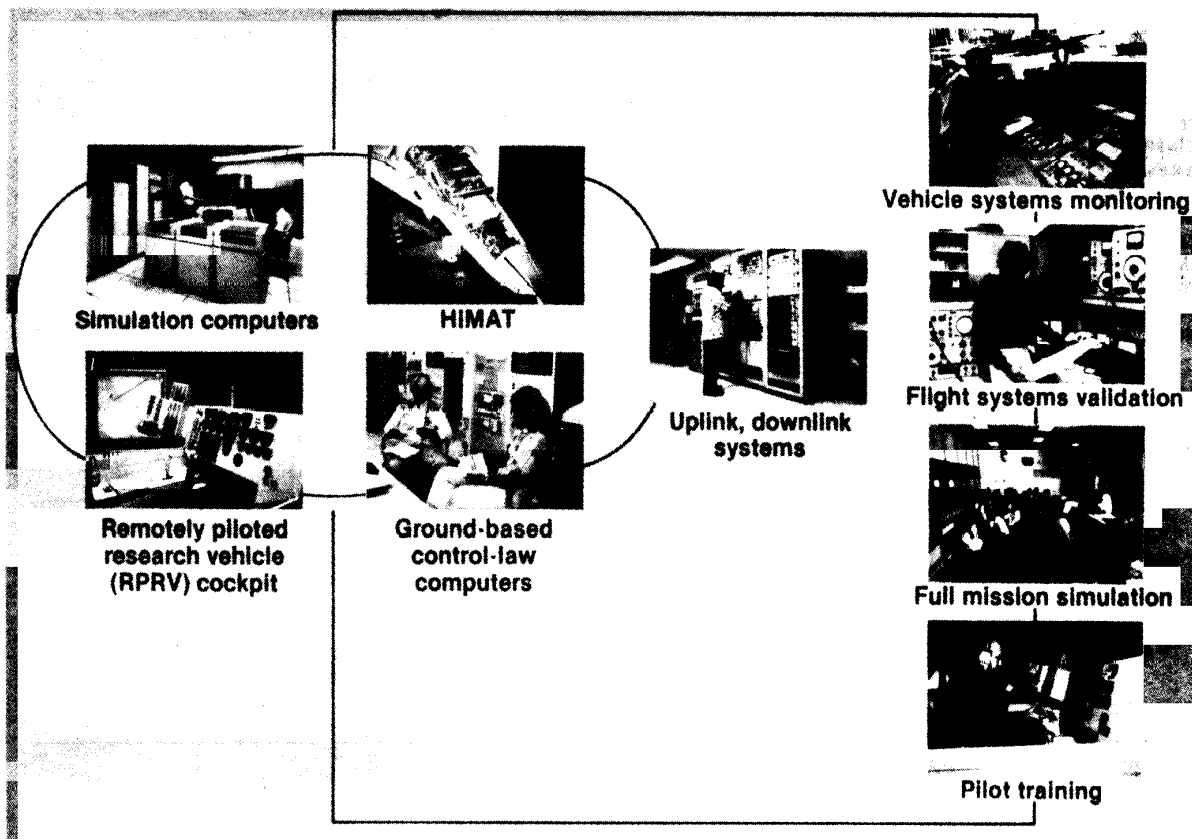 Simulation computers
HIMAT
Remotely piloted
research vehicle
(RPRV) cockpit
Ground-based
control-law
computers
Uplink, downlink
systems
Vehicle systems monitoring
Flight systems validation
Full mission simulation
Pilot training